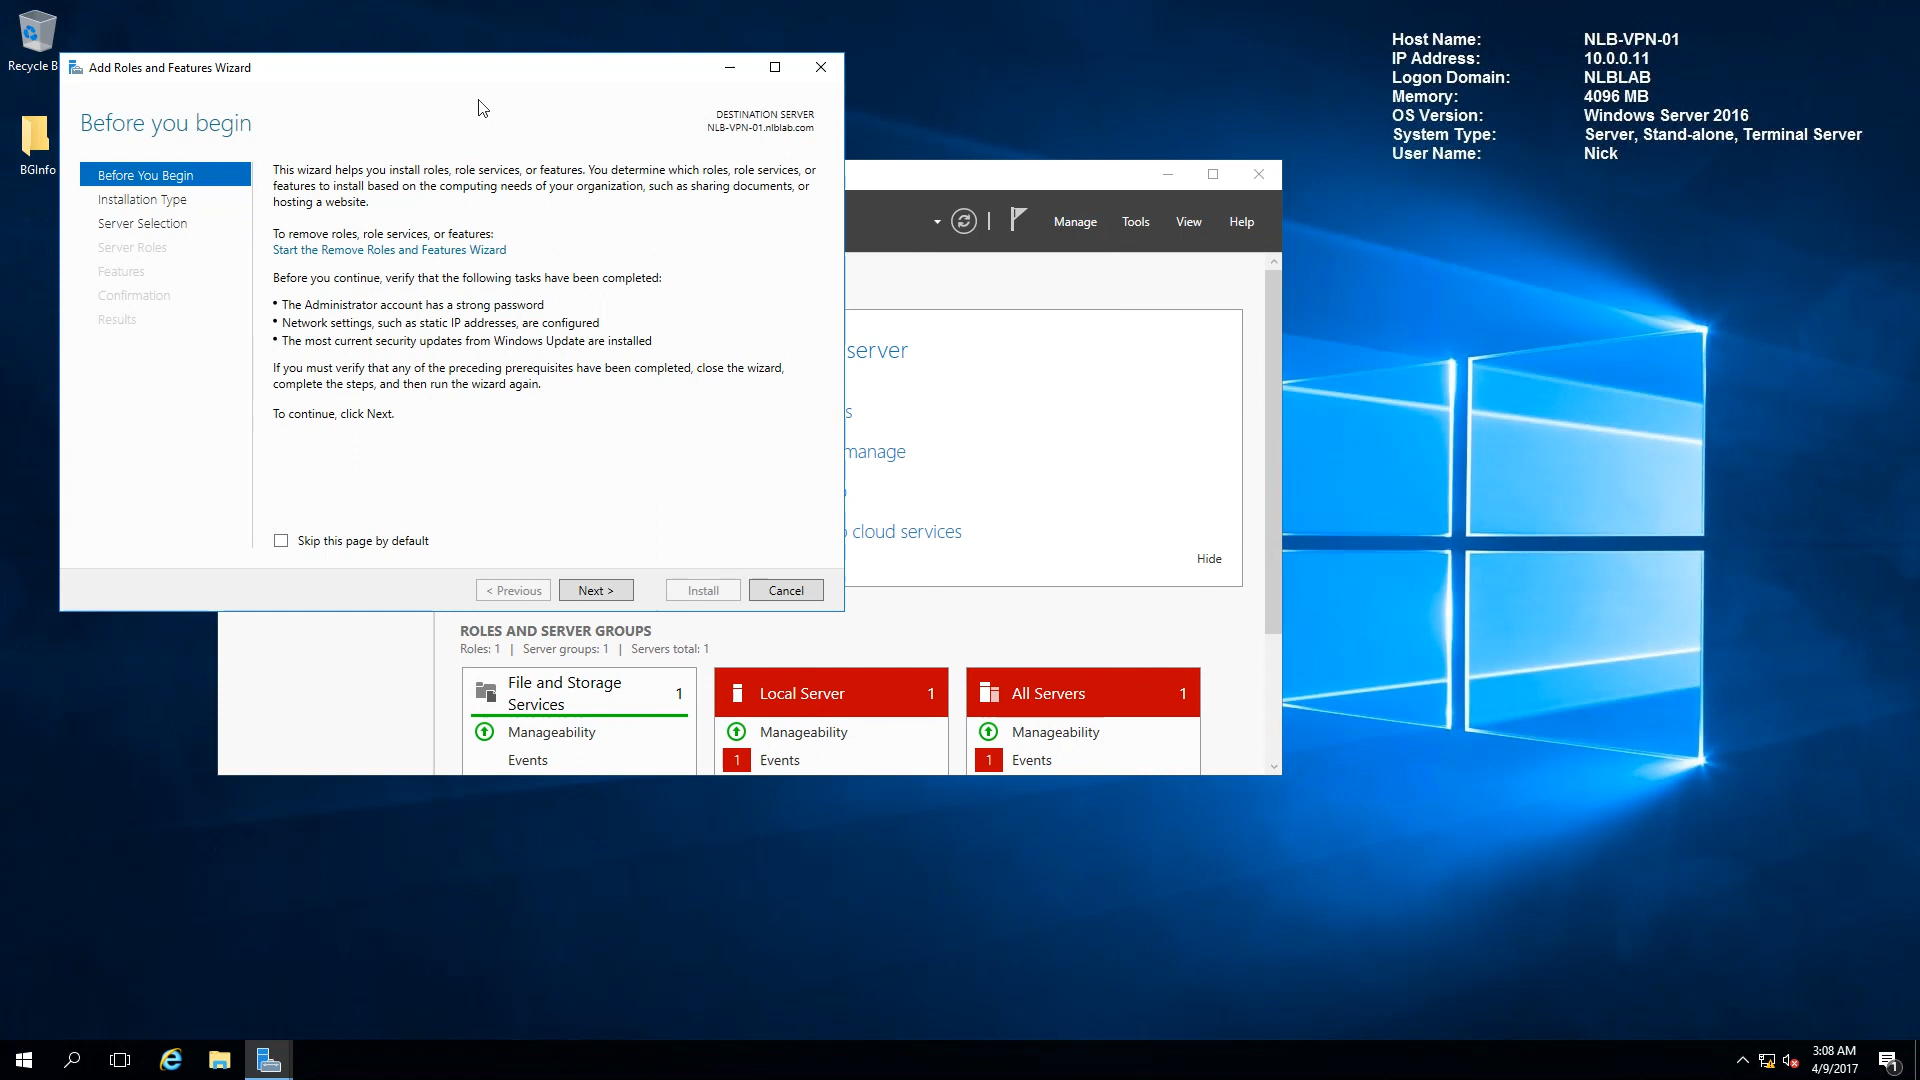 Recycle B
BGInfo
Host Name: NLB-VPN-01
IP Address: 10.0.0.11
Logon Domain: NLBLAB
Memory: 4096 MB
OS Version: Windows Server 2016
System Type: Server, Stand-alone, Terminal Server
User Name: Nick
Add Roles and Features Wizard
Before you begin
DESTINATION SERVER
NLB-VPN-01.nlblab.com
Before You Begin
Installation Type
Server Selection
Server Roles
Features
Confirmation
Results
This wizard helps you install roles, role services, or features. You determine which roles, role services, or
features to install based on the computing needs of your organization, such as sharing documents, or
hosting a website.
To remove roles, role services, or features:
Start the Remove Roles and Features Wizard
Before you continue, verify that the following tasks have been completed:
• The Administrator account has a strong password
• Network settings, such as static IP addresses, are configured
• The most current security updates from Windows Update are installed
If you must verify that any of the preceding prerequisites have been completed, close the wizard,
complete the steps, and then run the wizard again.
To continue, click Next.
Skip this page by default
< Previous
Next >
Install
Cancel
Manage
Tools
View
Help
server
s
manage
cloud services
Hide
ROLES AND SERVER GROUPS
Roles: 1 | Server groups: 1 | Servers total: 1
File and Storage
Services
1
Manageability
Events
Local Server 1
Manageability
1 Events
All Servers 1
Manageability
1 Events
3:08 AM
4/9/2017
1